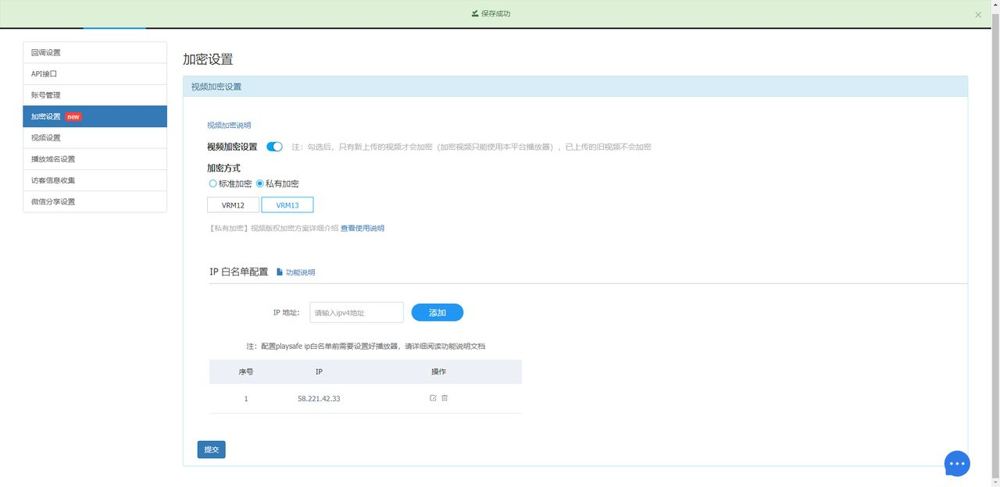 保存成功
回调设置
API接口
账号管理
加密设置 new
视频设置
播放域名设置
访客信息收集
微信分享设置
加密设置
视频加密设置
视频加密说明
视频加密设置 注：勾选后，只有新上传的视频才会加密（加密视频只能使用本平台播放器），已上传的旧视频不会加密
加密方式
标准加密 私有加密
VRM12 VRM13
【私有加密】视频版权加密方案详细介绍 查看使用说明
IP 白名单配置 功能说明
IP 地址: 请输入ipv4地址 添加
注：配置playsafe ip白名单前需要设置好播放器，请详细阅读功能说明文档
序号 IP 操作
1 58.221.42.33
提交